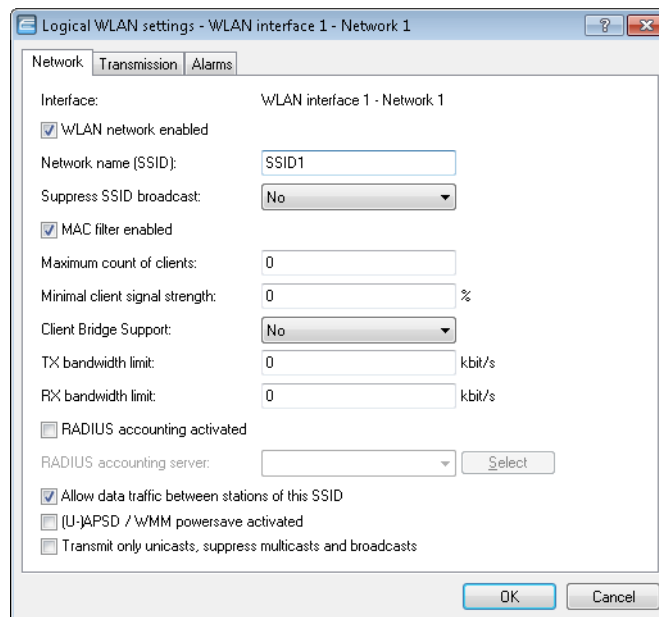 Logical WLAN settings - WLAN interface 1 - Network 1
Network Transmission Alarms
Interface: WLAN interface 1 - Network 1
WLAN network enabled
Network name (SSID): SSID1
Suppress SSID broadcast: No
MAC filter enabled
Maximum count of clients: 0
Minimal client signal strength: 0 %
Client Bridge Support: No
TX bandwidth limit: 0 kbit/s
RX bandwidth limit: 0 kbit/s
RADIUS accounting activated
RADIUS accounting server: Select
Allow data traffic between stations of this SSID
(U-)APSD / WMM powersave activated
Transmit only unicasts, suppress multicasts and broadcasts
OK Cancel